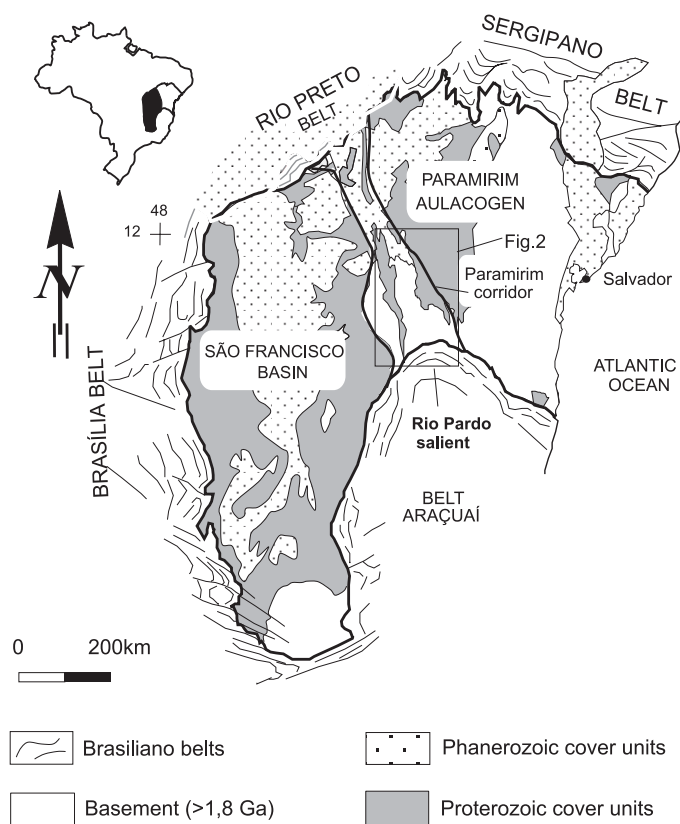 SERGIPANO
BELT
RIO PRETO
BELT
PARAMIRIM
AULACOGEN
48
12
N
Fig.2
Paramirim
corridor
Salvador
SÃO FRANCISCO
BASIN
ATLANTIC
OCEAN
BRASÍLIA BELT
Rio Pardo
salient
BELT
ARAÇUAÍ
0 200km
Brasiliano belts
Phanerozoic cover units
Basement (>1,8 Ga)
Proterozoic cover units